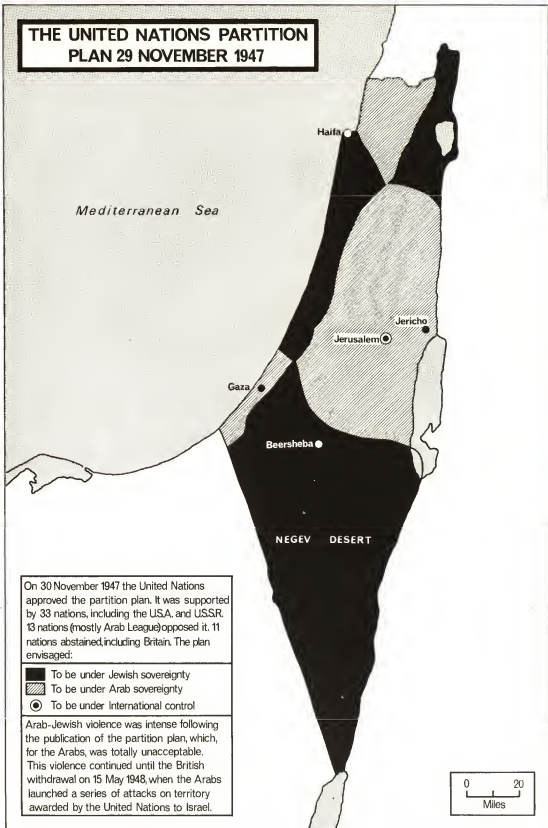 THE UNITED NATIONS PARTITION
PLAN 29 NOVEMBER 1947
Haifa
Mediterranean Sea
Jericho
Jerusalem
Gaza
Beersheba
NEGEV DESERT
On 30 November 1947 the United Nations
approved the partition plan. It was supported
by 33 nations, including the U.S.A. and U.S.S.R.
13 nations (mostly Arab League) opposed it. 11
nations abstained, including Britain. The plan
envisaged:
To be under Jewish sovereignty
To be under Arab sovereignty
To be under International control
Arab-Jewish violence was intense following
the publication of the partition plan, which,
for the Arabs, was totally unacceptable.
This violence continued until the British
withdrawal on 15 May 1948, when the Arabs
launched a series of attacks on territory
awarded by the United Nations to Israel.
0 20
Miles